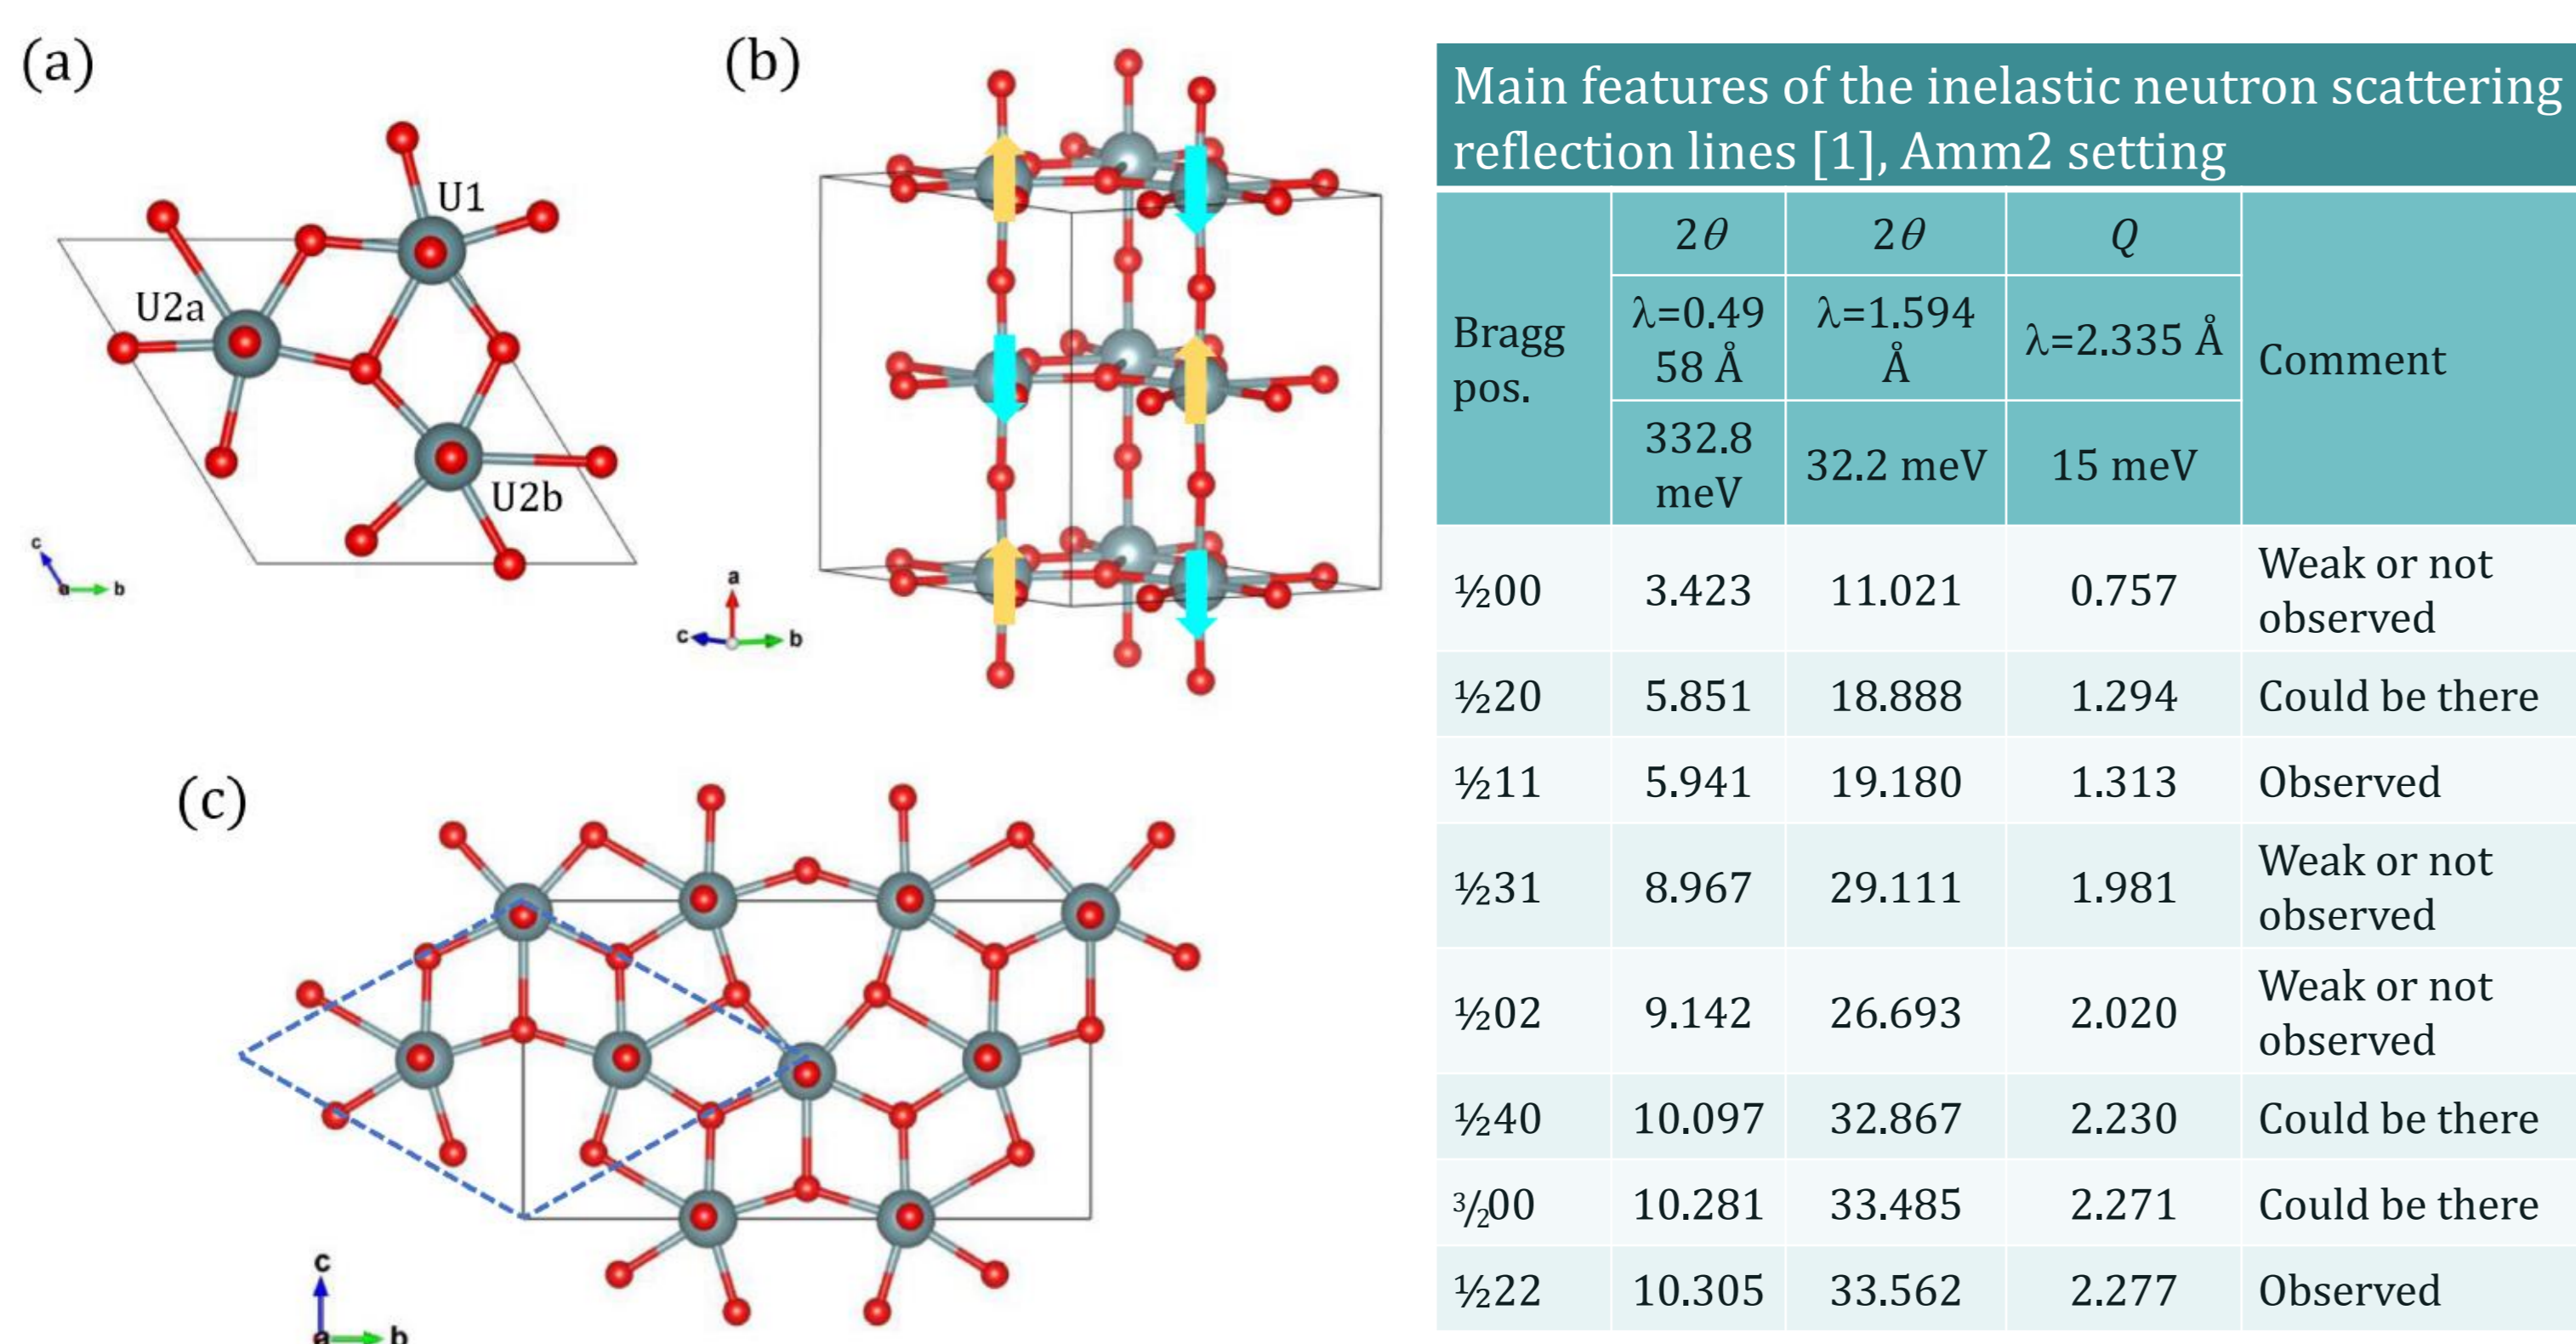 (a)
U1
U2a
U2b
c
a
b
(b)
a
c
b
(c)
c
a
b
Main features of the inelastic neutron scattering
reflection lines [1], Amm2 setting
Bragg
pos.
2θ
2θ
Q
Comment
λ=0.49
58 Å
λ=1.594
Å
λ=2.335 Å
332.8
meV
32.2 meV
15 meV
½00
3.423
11.021
0.757
Weak or not
observed
½20
5.851
18.888
1.294
Could be there
½11
5.941
19.180
1.313
Observed
½31
8.967
29.111
1.981
Weak or not
observed
½02
9.142
26.693
2.020
Weak or not
observed
½40
10.097
32.867
2.230
Could be there
3/200
10.281
33.485
2.271
Could be there
½22
10.305
33.562
2.277
Observed